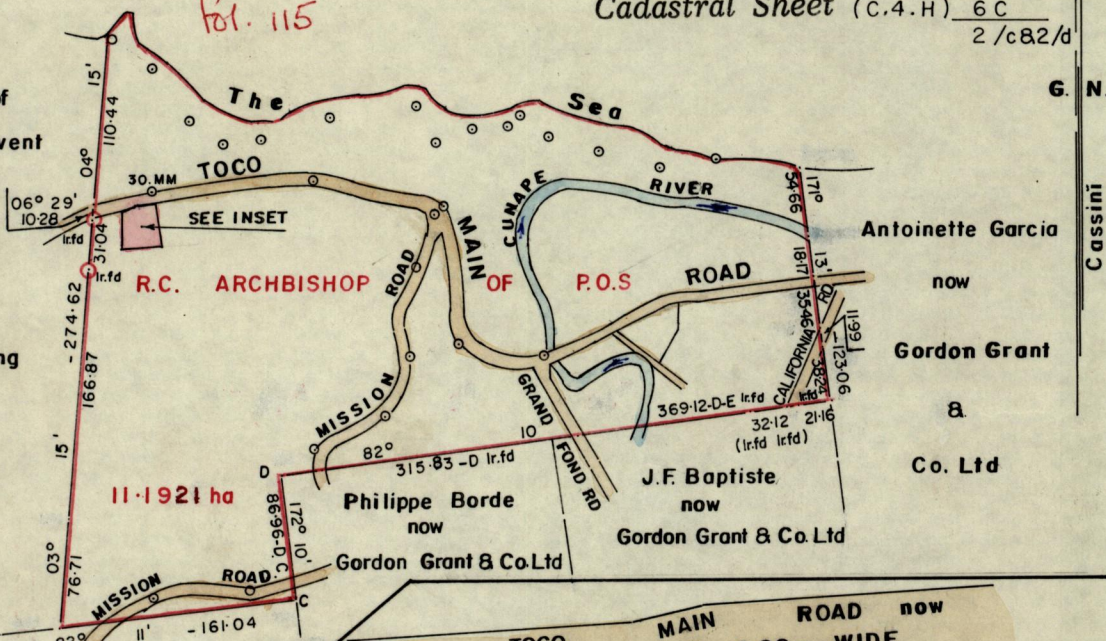 fol. 115
Cadastral Sheet (C.4.H) 6 C
2 /c&2/d
G. N.
Cassini
The Sea
15'
110.44
04°
TOCO
30.MM
06° 29'
10.28
Ir.fd
SEE INSET
31.04
Ir.fd
R.C. ARCHBISHOP OF P.O.S
MAIN
ROAD
CUNAPE RIVER
171°
54.66
18.17
13'
Antoinette Garcia
now
Gordon Grant
&
Co. Ltd
ROAD
RD.
CALIFORNIA
35.46
11.99
-123.06
38.24
Ir.fd
-274.62
166.87
15'
MISSION
GRAND
FOND RD
369.12-D-E Ir.fd
32.12
21.16
(Ir.fd Ir.fd)
82°
10
315.83 -D Ir.fd
D
11.1921 ha
172° 10'
86.96-D.C
Philippe Borde
now
Gordon Grant & Co.Ltd
J.F. Baptiste
now
Gordon Grant & Co. Ltd
03°
76.71
MISSION ROAD
C
11'
-161.04
MAIN ROAD now
TOCO
WIDE